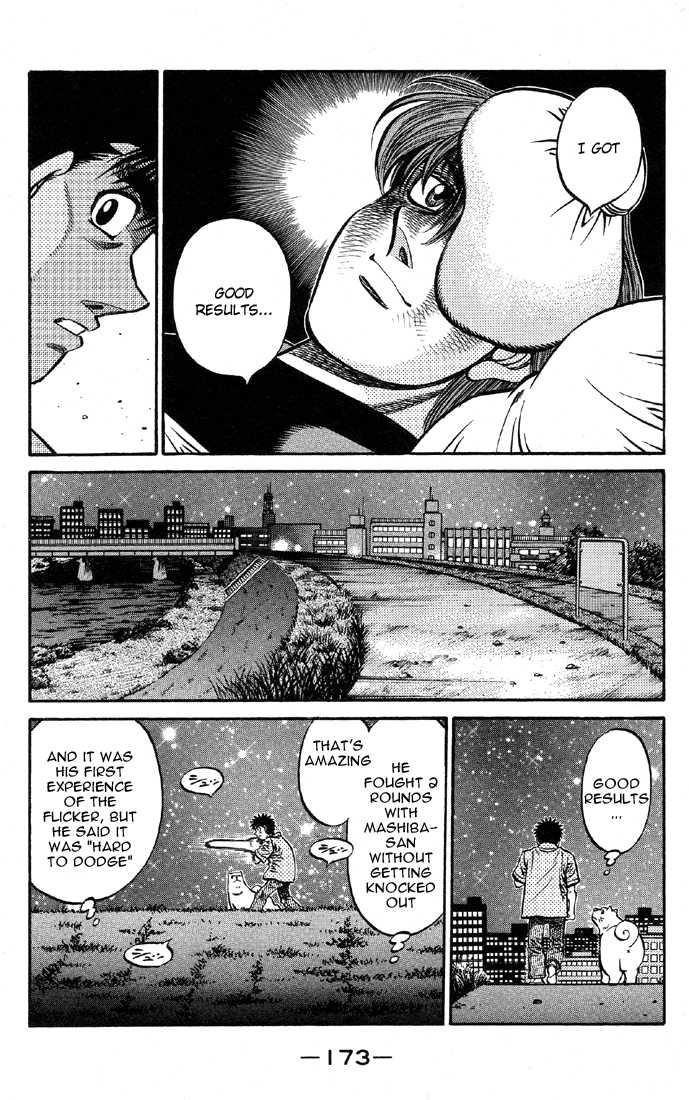 I GOT
GOOD
RESULTS...
GOOD
RESULTS
...
HE
FOUGHT 2
ROUNDS
WITH
MASHIBA-
SAN
WITHOUT
GETTING
KNOCKED
OUT
THAT'S
AMAZING
AND IT WAS
HIS FIRST
EXPERIENCE
OF THE
FLICKER, BUT
HE SAID IT
WAS "HARD
TO DODGE"
—173—